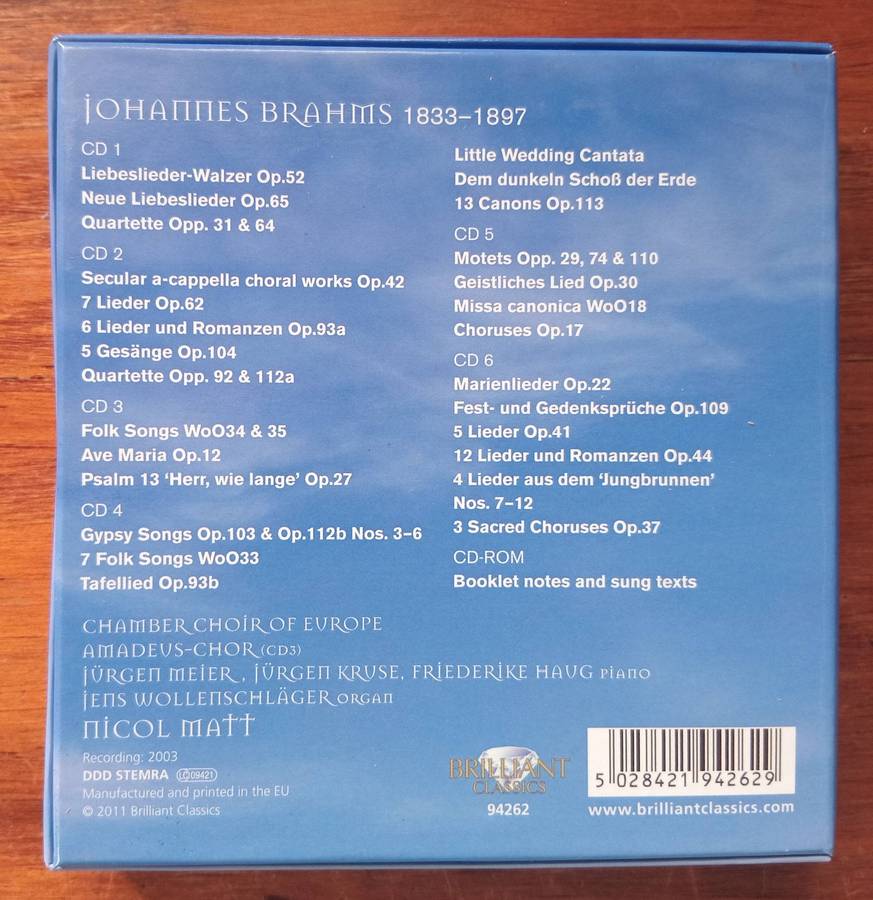 JOHANNES BRAHMS 1833–1897
CD 1
Liebeslieder-Walzer Op.52
Neue Liebeslieder Op.65
Quartette Opp. 31 & 64
CD 2
Secular a-cappella choral works Op.42
7 Lieder Op.62
6 Lieder und Romanzen Op.93a
5 Gesänge Op.104
Quartette Opp. 92 & 112a
CD 3
Folk Songs WoO34 & 35
Ave Maria Op.12
Psalm 13 ‘Herr, wie lange’ Op.27
CD 4
Gypsy Songs Op.103 & Op.112b Nos. 3–6
7 Folk Songs WoO33
Tafellied Op.93b
Little Wedding Cantata
Dem dunkeln Schoß der Erde
13 Canons Op.113
CD 5
Motets Opp. 29, 74 & 110
Geistliches Lied Op.30
Missa canonica WoO18
Choruses Op.17
CD 6
Marienlieder Op.22
Fest- und Gedenksprüche Op.109
5 Lieder Op.41
12 Lieder und Romanzen Op.44
4 Lieder aus dem ‘Jungbrunnen’
Nos. 7–12
3 Sacred Choruses Op.37
CD-ROM
Booklet notes and sung texts
CHAMBER CHOIR OF EUROPE
AMADEUS-CHOR (CD3)
JÜRGEN MEIER, JÜRGEN KRUSE, FRIEDERIKE HAUG PIANO
JENS WOLLENSCHLÄGER ORGAN
NICOL MATT
Recording: 2003
DDD STEMRA LC 09421
Manufactured and printed in the EU
© 2011 Brilliant Classics
BRILLIANT
CLASSICS
94262
5 028421 942629
www.brilliantclassics.com